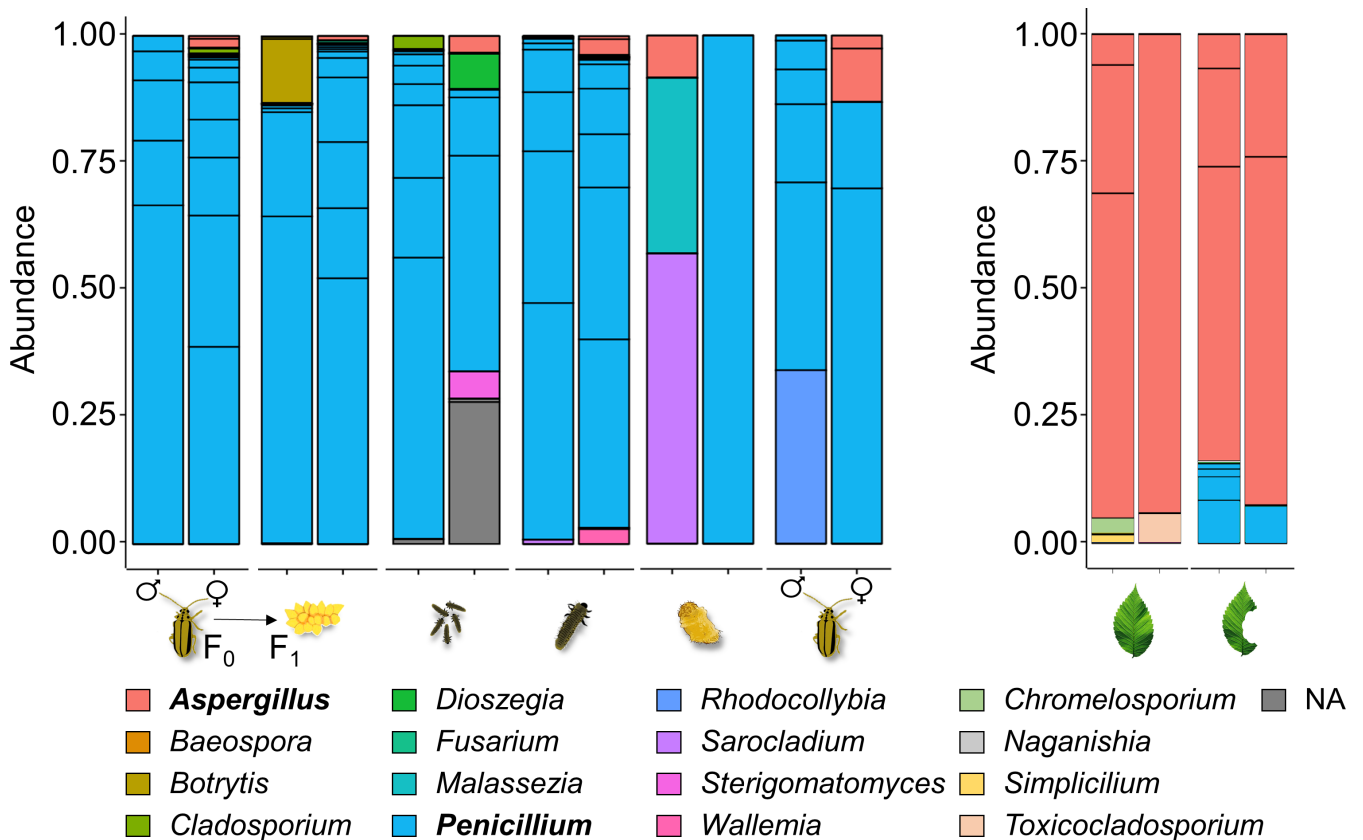 Abundance
1.00
0.75
0.50
0.25
0.00
♂ ♀
F0 F1
♂ ♀
Abundance
1.00
0.75
0.50
0.25
0.00
Aspergillus Dioszegia Rhodocollybia Chromelosporium NA
Baeospora Fusarium Sarocladium Naganishia
Botrytis Malassezia Sterigomatomyces Simplicilium
Cladosporium Penicillium Wallemia Toxicocladosporium